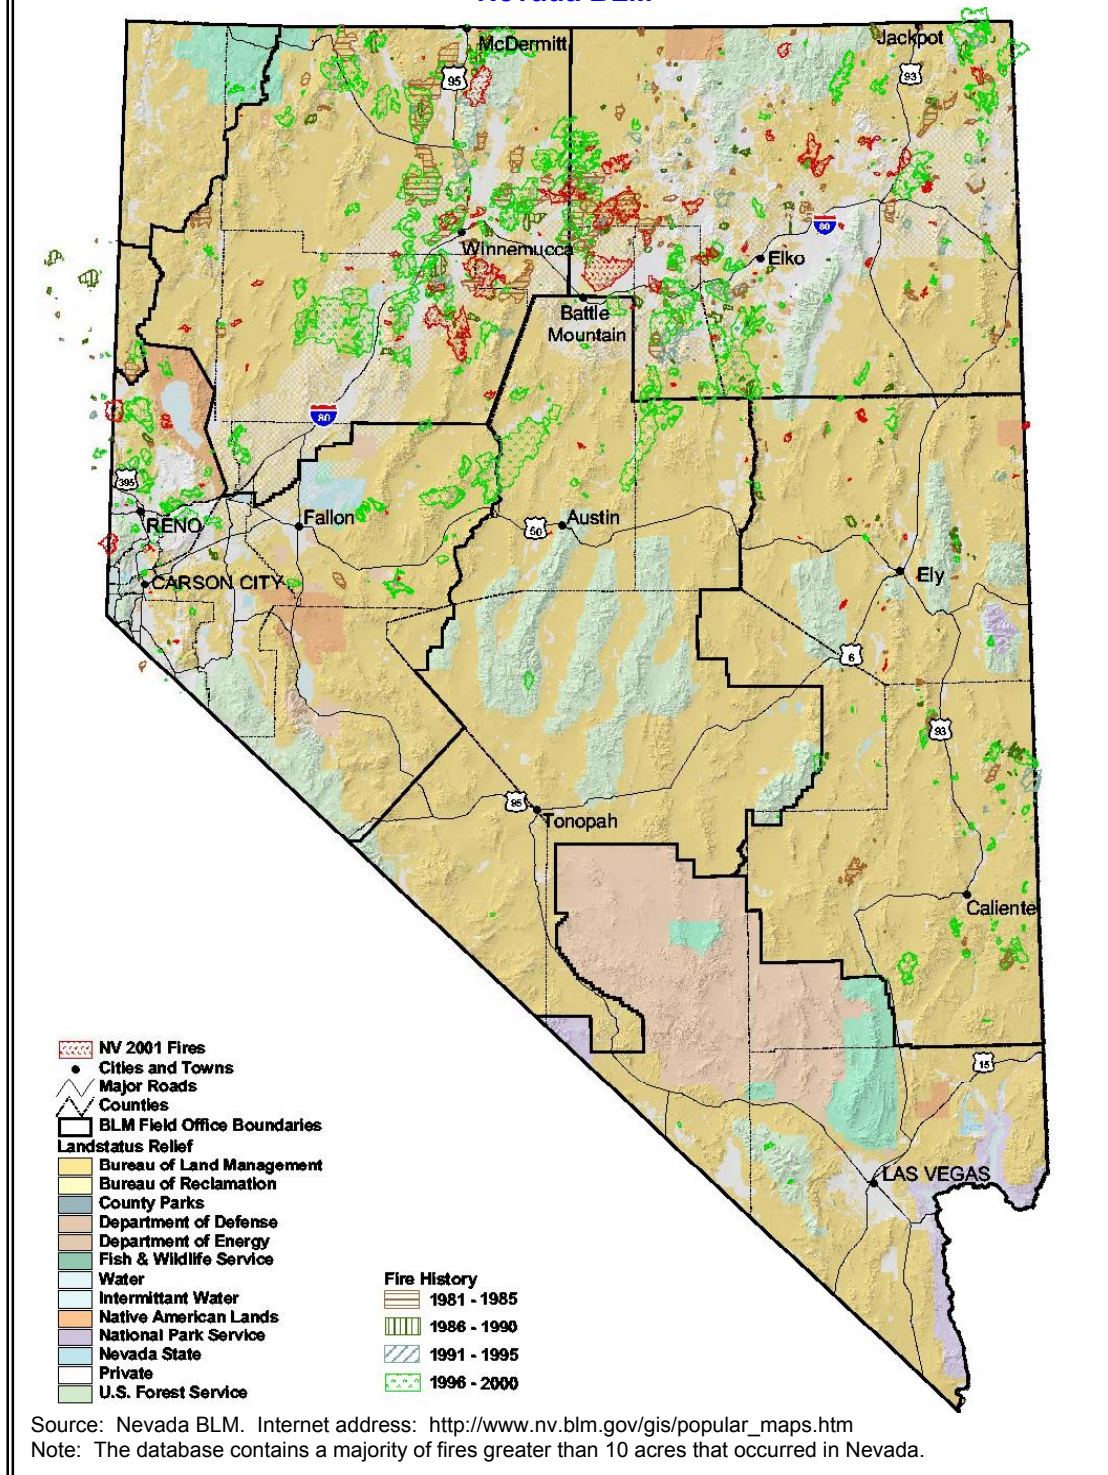 Nevada BLM
McDermitt
Jackpot
95
93
80
Winnemucca
Elko
Battle
Mountain
80
395
RENO
Fallon
50
Austin
CARSON CITY
Ely
6
93
95
Tonopah
Caliente
15
LAS VEGAS
NV 2001 Fires
Cities and Towns
Major Roads
Counties
BLM Field Office Boundaries
Landstatus Relief
Bureau of Land Management
Bureau of Reclamation
County Parks
Department of Defense
Department of Energy
Fish & Wildlife Service
Water
Intermittant Water
Native American Lands
National Park Service
Nevada State
Private
U.S. Forest Service
Fire History
1981 - 1985
1986 - 1990
1991 - 1995
1996 - 2000
Source: Nevada BLM. Internet address: http://www.nv.blm.gov/gis/popular_maps.htm
Note: The database contains a majority of fires greater than 10 acres that occurred in Nevada.